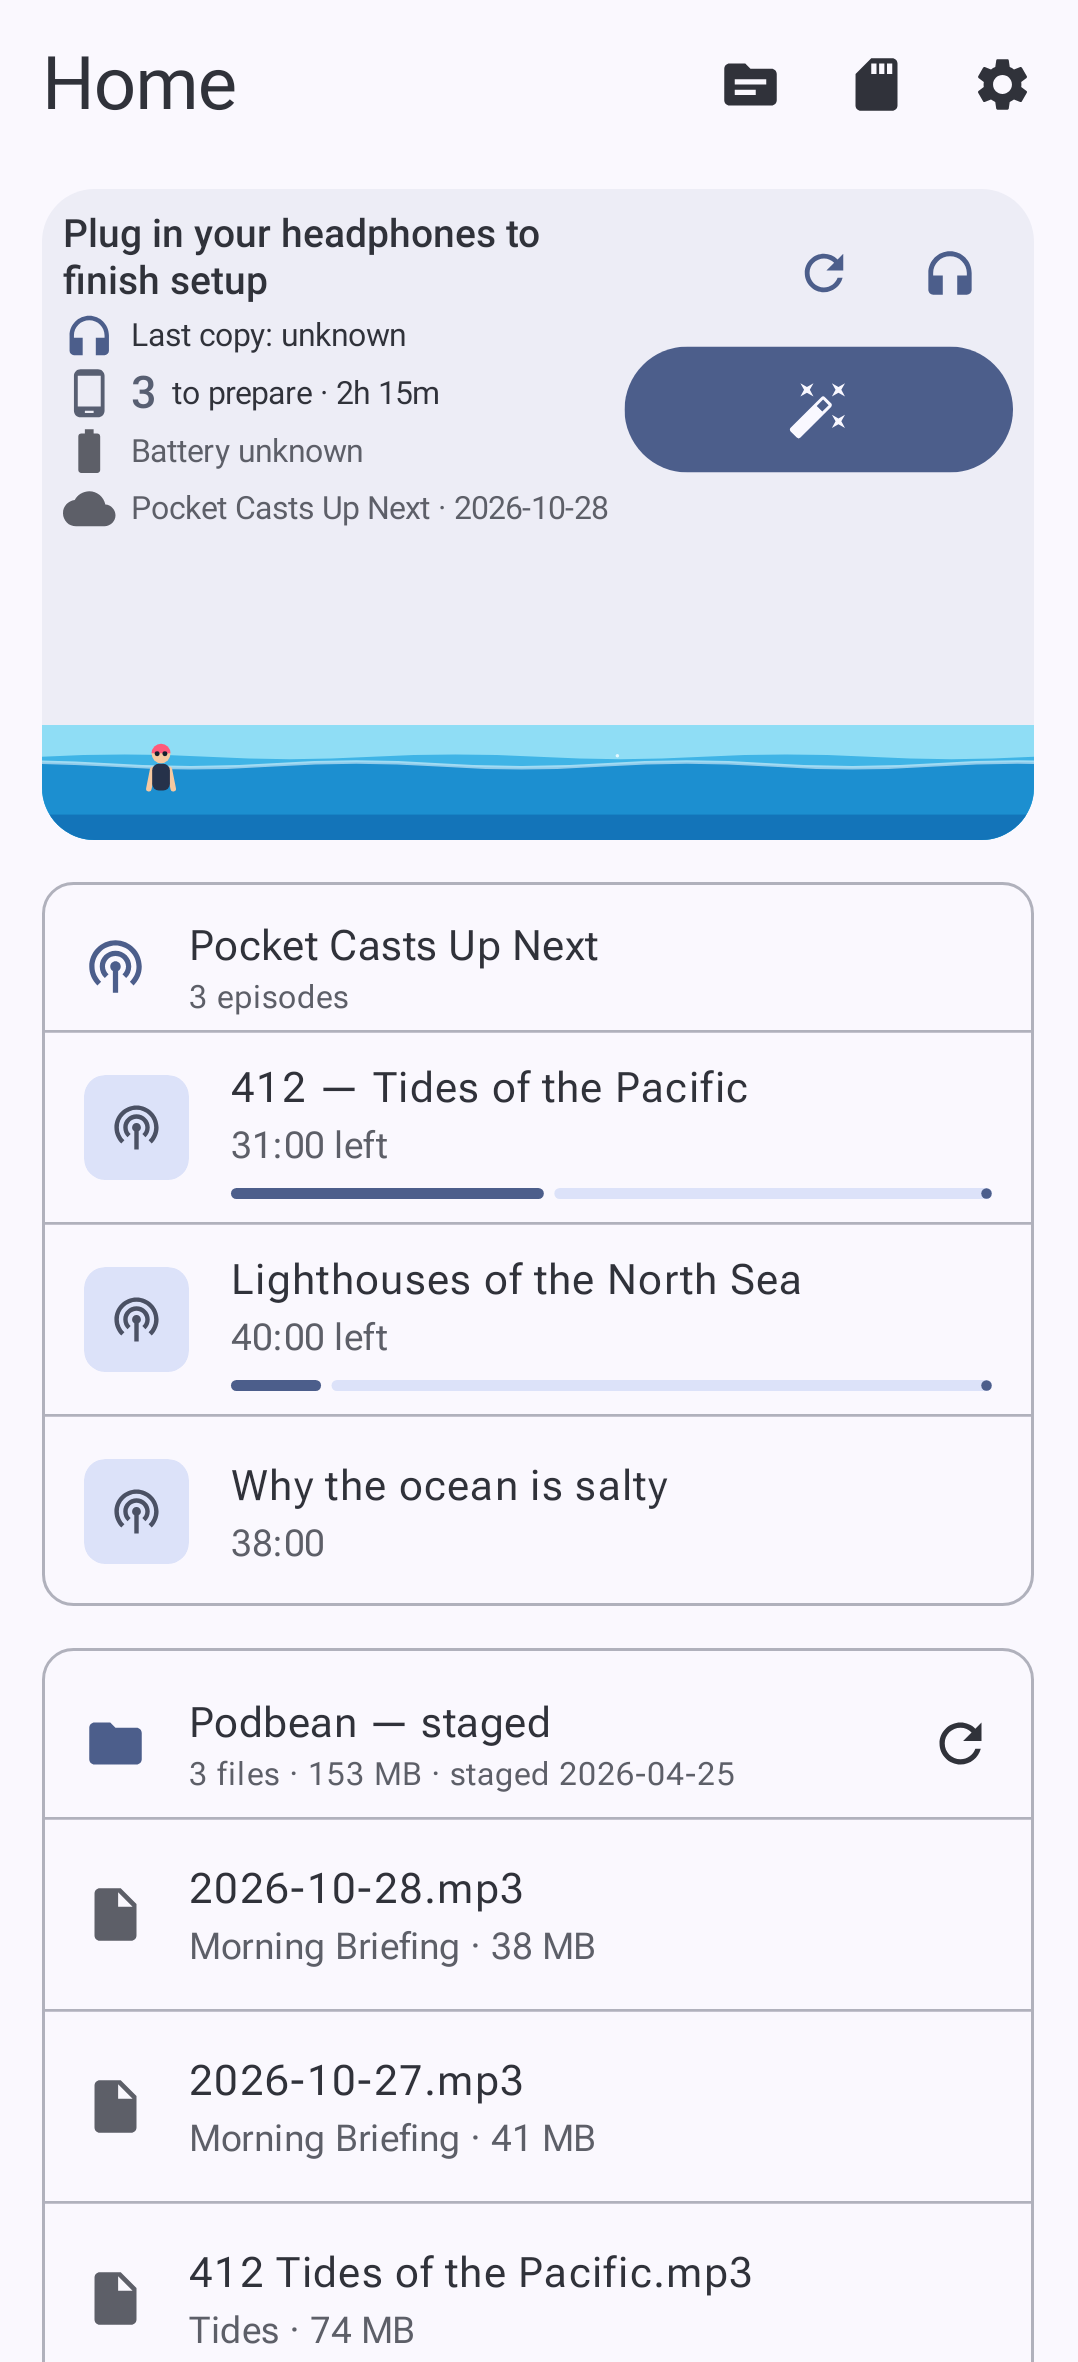 Home
Plug in your headphones to
finish setup
Last copy: unknown
3 to prepare · 2h 15m
Battery unknown
Pocket Casts Up Next · 2026-10-28
Pocket Casts Up Next
3 episodes
412 — Tides of the Pacific
31:00 left
Lighthouses of the North Sea
40:00 left
Why the ocean is salty
38:00
Podbean — staged
3 files · 153 MB · staged 2026-04-25
2026-10-28.mp3
Morning Briefing · 38 MB
2026-10-27.mp3
Morning Briefing · 41 MB
412 Tides of the Pacific.mp3
Tides · 74 MB